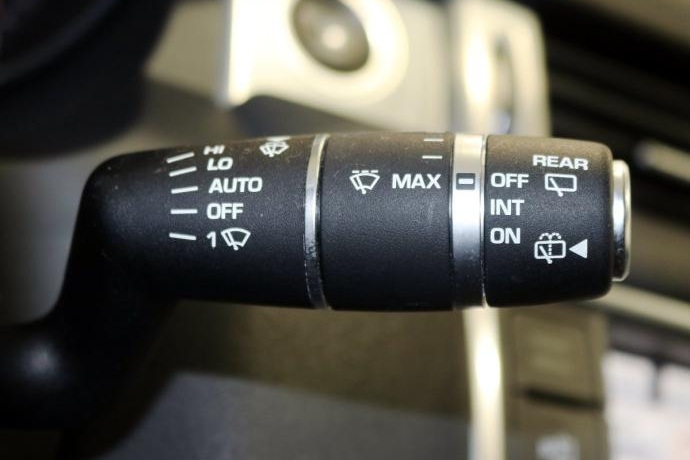 HI
LO
AUTO
OFF
1
MAX
REAR
OFF
INT
ON